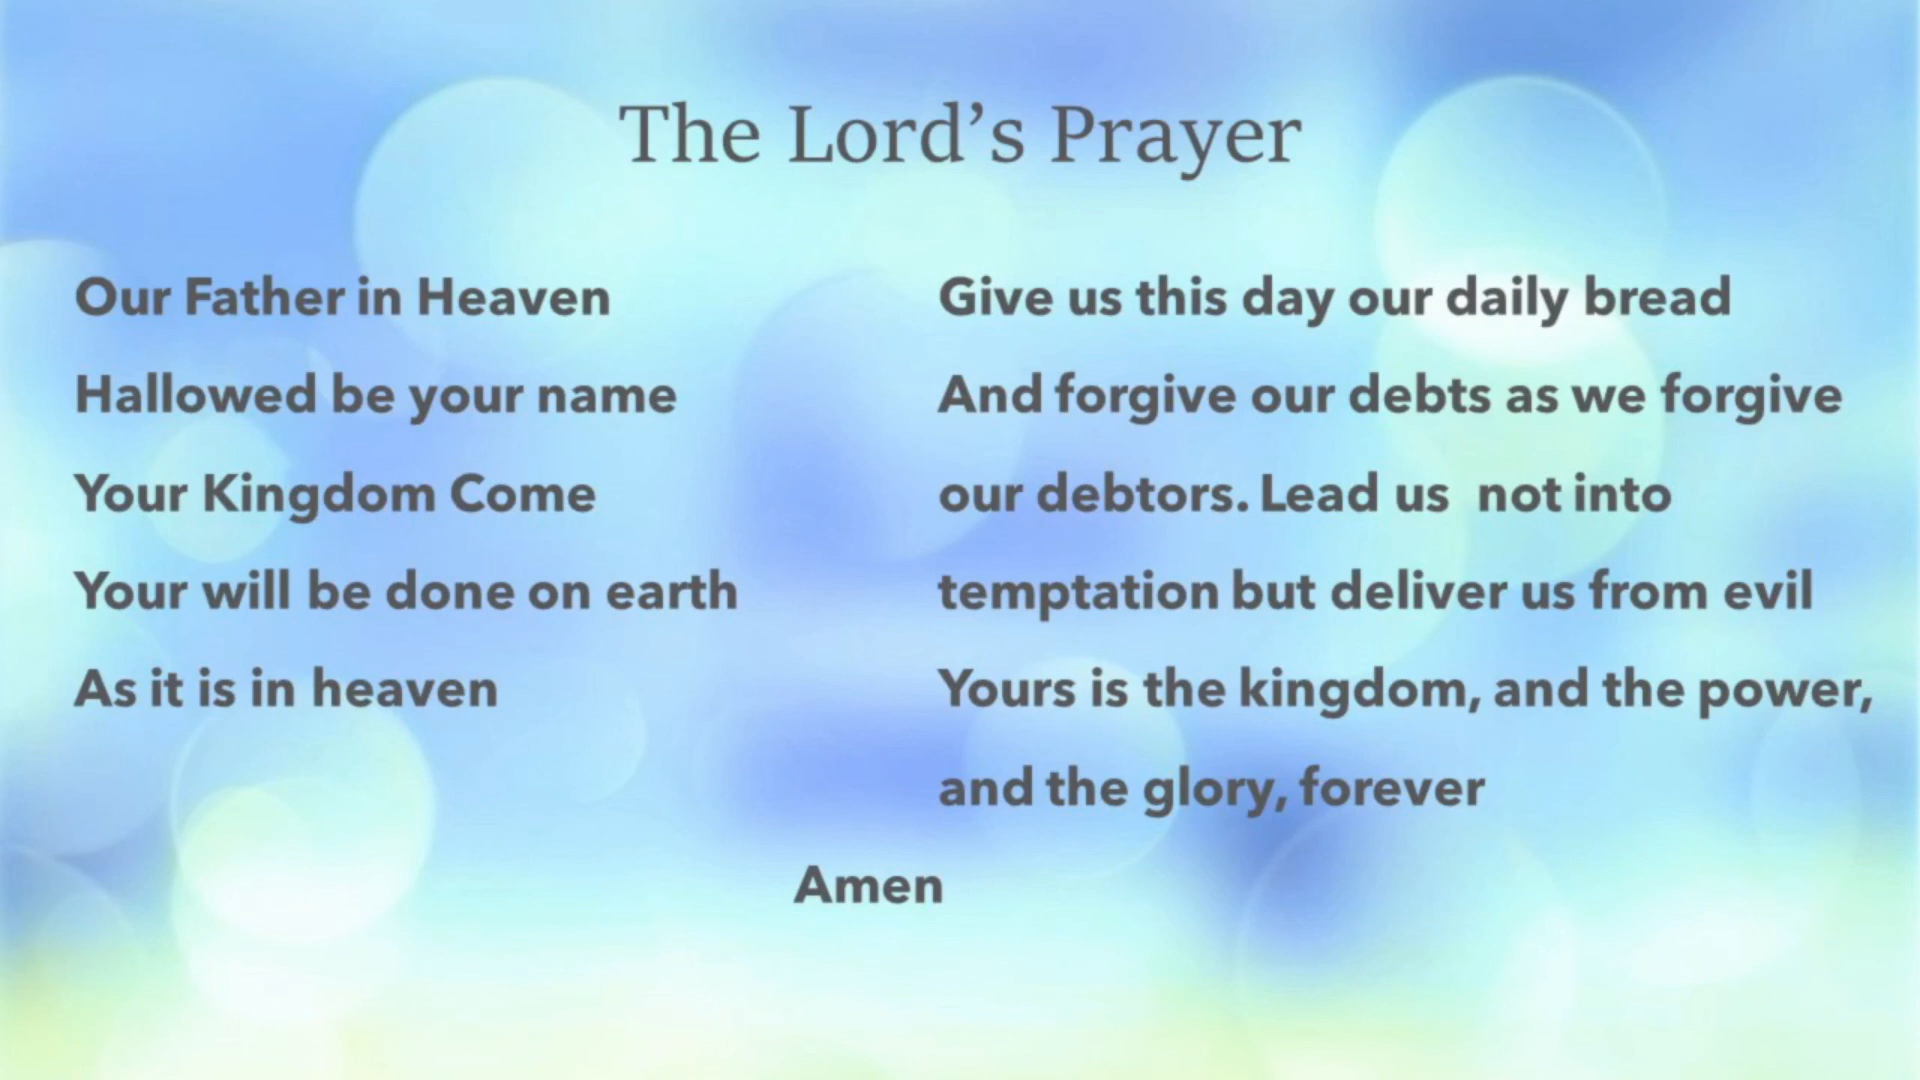 The Lord’s Prayer
Our Father in Heaven
Hallowed be your name
Your Kingdom Come
Your will be done on earth
As it is in heaven
Give us this day our daily bread
And forgive our debts as we forgive
our debtors. Lead us  not into
temptation but deliver us from evil
Yours is the kingdom, and the power,
and the glory, forever
Amen